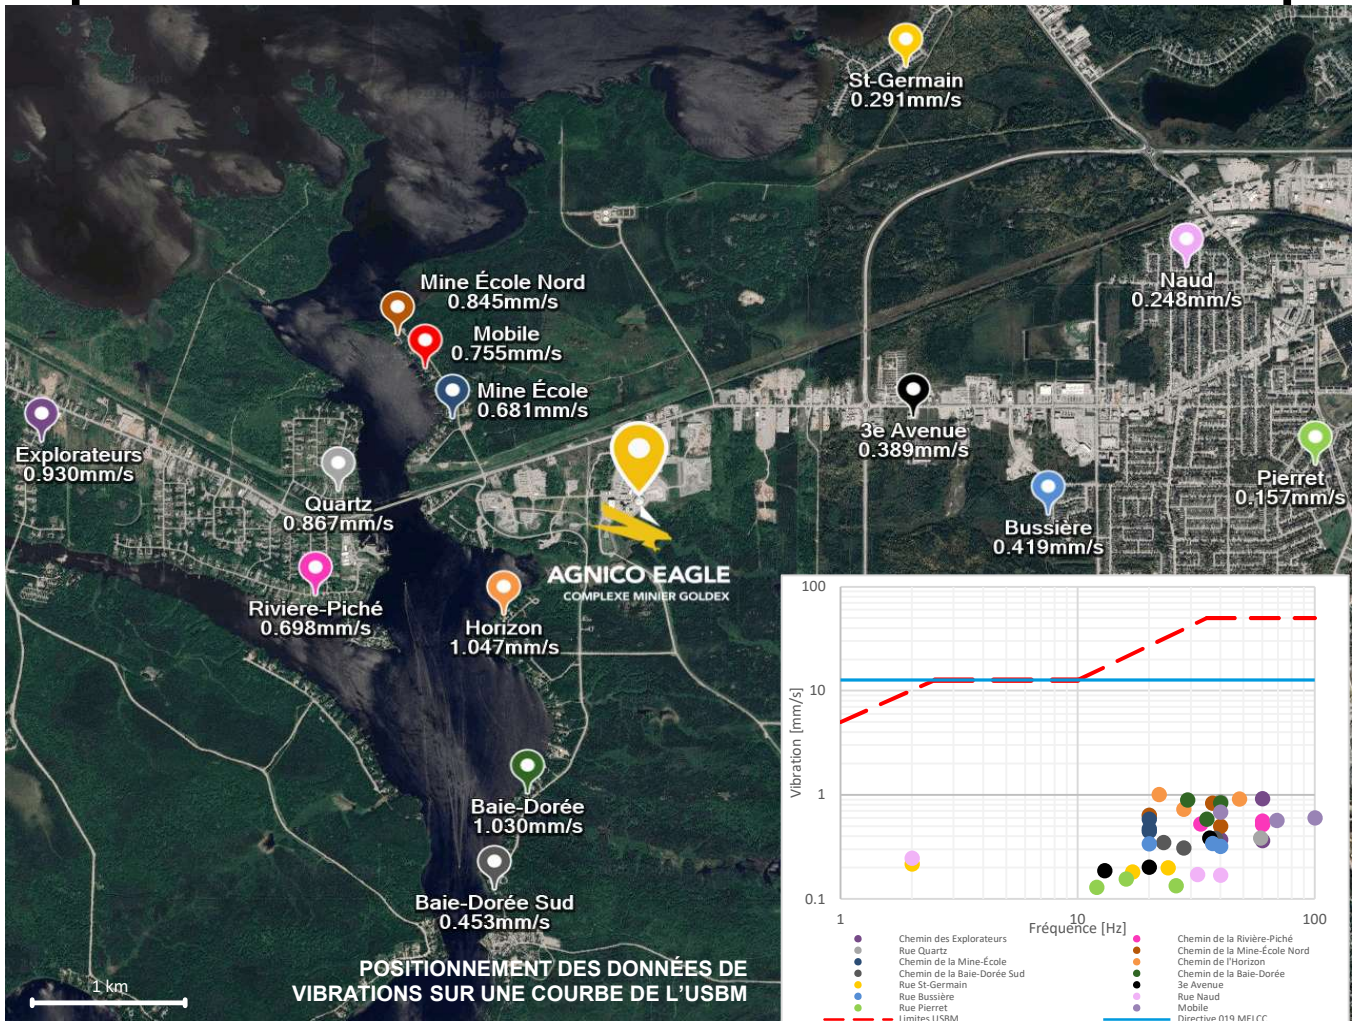 St-Germain
0.291mm/s
Naud
0.248mm/s
Mine École Nord
0.845mm/s
Mobile
0.755mm/s
Mine École
0.681mm/s
3e Avenue
0.389mm/s
Explorateurs
0.930mm/s
Quartz
0.867mm/s
Pierret
0.157mm/s
Bussière
0.419mm/s
AGNICO EAGLE
COMPLEXE MINIER GOLDEX
Riviere-Piché
0.698mm/s
Horizon
1.047mm/s
Baie-Dorée
1.030mm/s
Baie-Dorée Sud
0.453mm/s
POSITIONNEMENT DES DONNÉES DE
VIBRATIONS SUR UNE COURBE DE L'USBM
1 km
100
10
1
0.1
Vibration [mm/s]
1
10
100
Fréquence [Hz]
Chemin des Explorateurs
Chemin de la Rivière-Piché
Rue Quartz
Chemin de la Mine-École Nord
Chemin de la Mine-École
Chemin de l'Horizon
Chemin de la Baie-Dorée Sud
Chemin de la Baie-Dorée
Rue St-Germain
3e Avenue
Rue Bussière
Rue Naud
Rue Pierret
Mobile
Limites USBM
Directive 019 MELCC